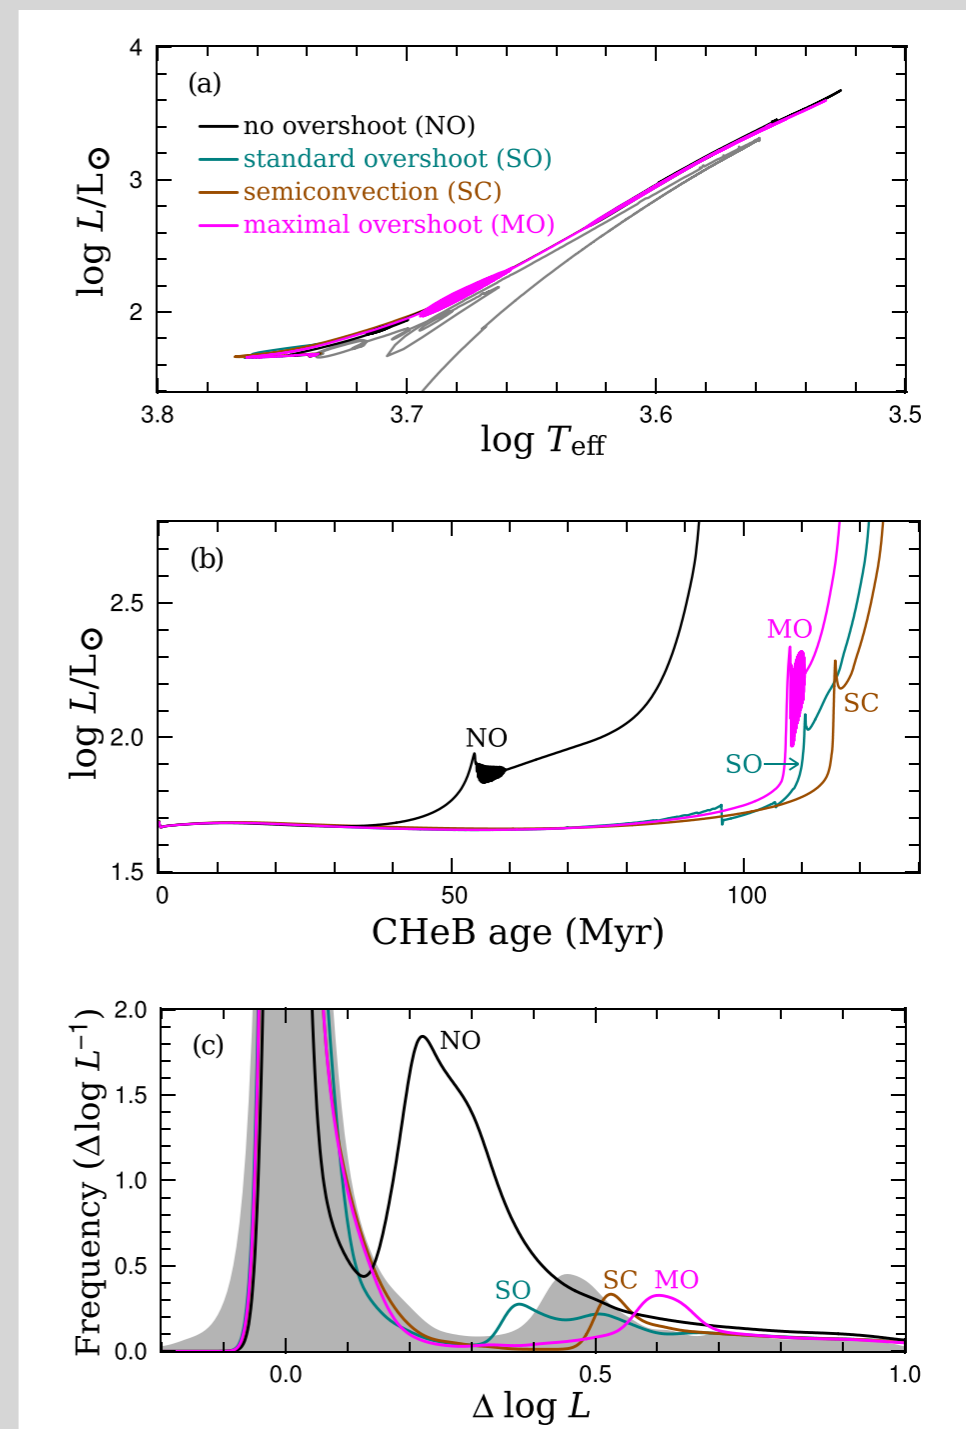 (a)
no overshoot (NO)
standard overshoot (SO)
semiconvection (SC)
maximal overshoot (MO)
4
3
2
log L/L⊙
3.8 3.7 3.6 3.5
log Teff
(b)
2.5
2.0
1.5
log L/L⊙
NO
MO
SO
SC
0 50 100
CHeB age (Myr)
(c)
2.0
1.5
1.0
0.5
0.0
Frequency (Δlog L⁻¹)
NO
SO
SC
MO
0.0 0.5 1.0
Δ log L